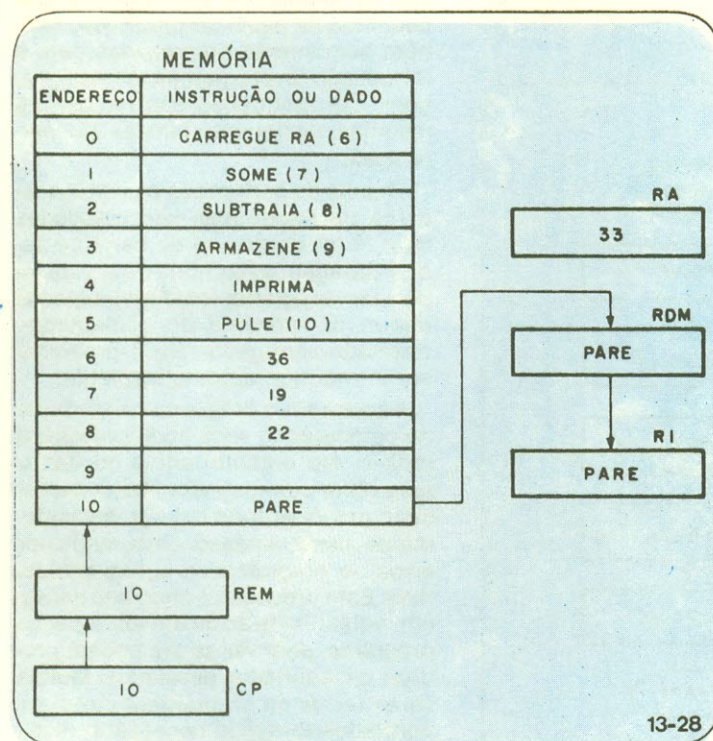 MEMÓRIA
ENDEREÇO INSTRUÇÃO OU DADO
0 CARREGUE RA (6)
1 SOME (7)
2 SUBTRAIA (8)
3 ARMAZENE (9)
4 IMPRIMA
5 PULE (10)
6 36
7 19
8 22
9
10 PARE
RA
33
RDM
PARE
RI
PARE
10 REM
10 CP
13-28